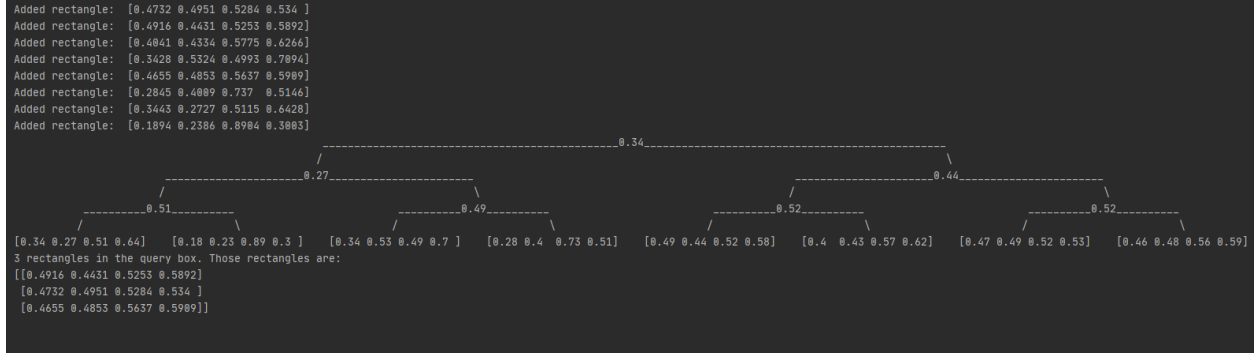 Added rectangle:  [0.4732 0.4951 0.5284 0.534 ]
Added rectangle:  [0.4916 0.4431 0.5253 0.5892]
Added rectangle:  [0.4041 0.4334 0.5775 0.6266]
Added rectangle:  [0.3428 0.5324 0.4993 0.7094]
Added rectangle:  [0.4655 0.4853 0.5637 0.5909]
Added rectangle:  [0.2845 0.4009 0.737  0.5146]
Added rectangle:  [0.3443 0.2727 0.5115 0.6428]
Added rectangle:  [0.1894 0.2386 0.8904 0.3003]
0.34
0.27 0.44
0.51 0.49 0.52 0.52
[0.34 0.27 0.51 0.64] [0.18 0.23 0.89 0.3 ] [0.34 0.53 0.49 0.7 ] [0.28 0.4  0.73 0.51] [0.49 0.44 0.52 0.58] [0.4  0.43 0.57 0.62] [0.47 0.49 0.52 0.53] [0.46 0.48 0.56 0.59]
3 rectangles in the query box. Those rectangles are:
[[0.4916 0.4431 0.5253 0.5892]
[0.4732 0.4951 0.5284 0.534 ]
[0.4655 0.4853 0.5637 0.5909]]